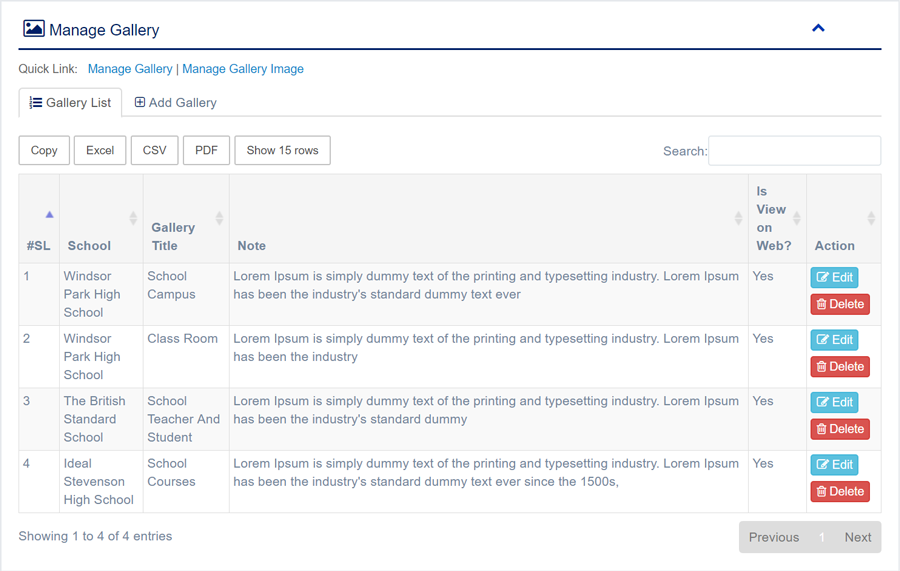 Manage Gallery
Quick Link: Manage Gallery | Manage Gallery Image
Gallery List Add Gallery
Copy Excel CSV PDF Show 15 rows Search:
#SL School Gallery Title Note Is View on Web? Action
1 Windsor Park High School School Campus Lorem Ipsum is simply dummy text of the printing and typesetting industry. Lorem Ipsum has been the industry's standard dummy text ever Yes Edit Delete
2 Windsor Park High School Class Room Lorem Ipsum is simply dummy text of the printing and typesetting industry. Lorem Ipsum has been the industry Yes Edit Delete
3 The British Standard School School Teacher And Student Lorem Ipsum is simply dummy text of the printing and typesetting industry. Lorem Ipsum has been the industry's standard dummy Yes Edit Delete
4 Ideal Stevenson High School School Courses Lorem Ipsum is simply dummy text of the printing and typesetting industry. Lorem Ipsum has been the industry's standard dummy text ever since the 1500s, Yes Edit Delete
Showing 1 to 4 of 4 entries Previous 1 Next